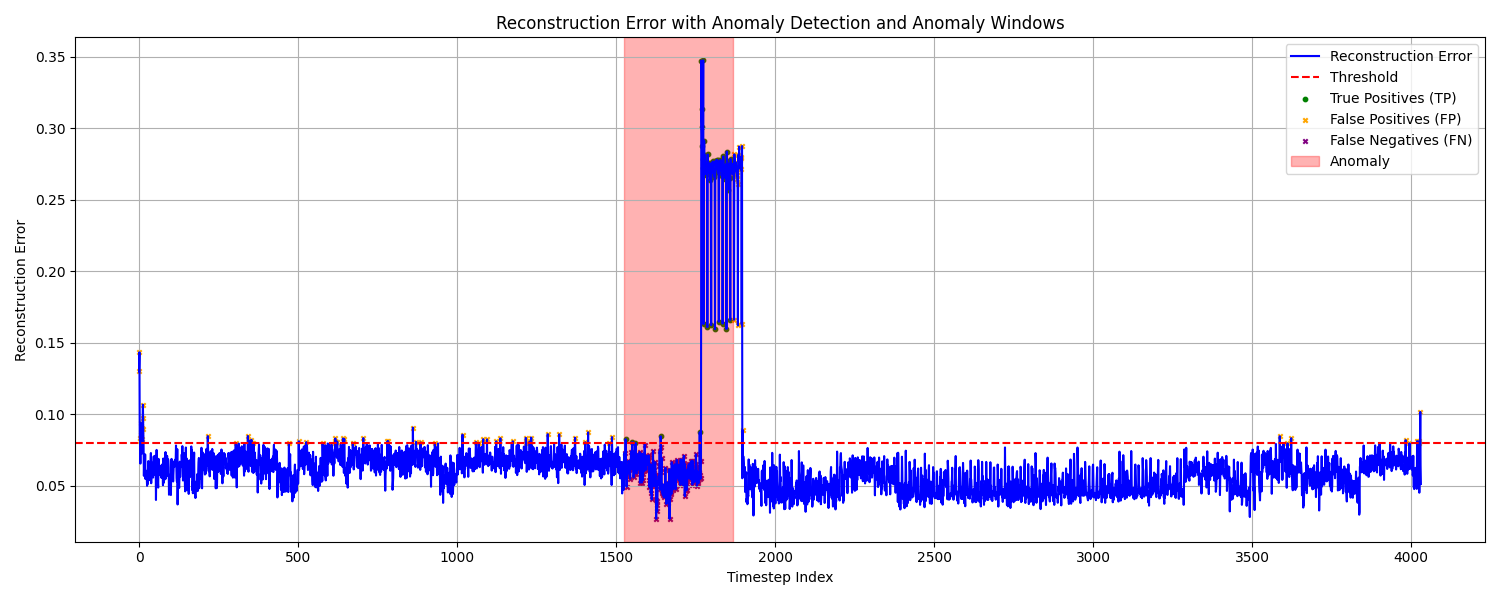 Reconstruction Error with Anomaly Detection and Anomaly Windows
Reconstruction Error
0.35
0.30
0.25
0.20
0.15
0.10
0.05
Reconstruction Error
Threshold
True Positives (TP)
False Positives (FP)
False Negatives (FN)
Anomaly
0 500 1000 1500 2000 2500 3000 3500 4000
Timestep Index